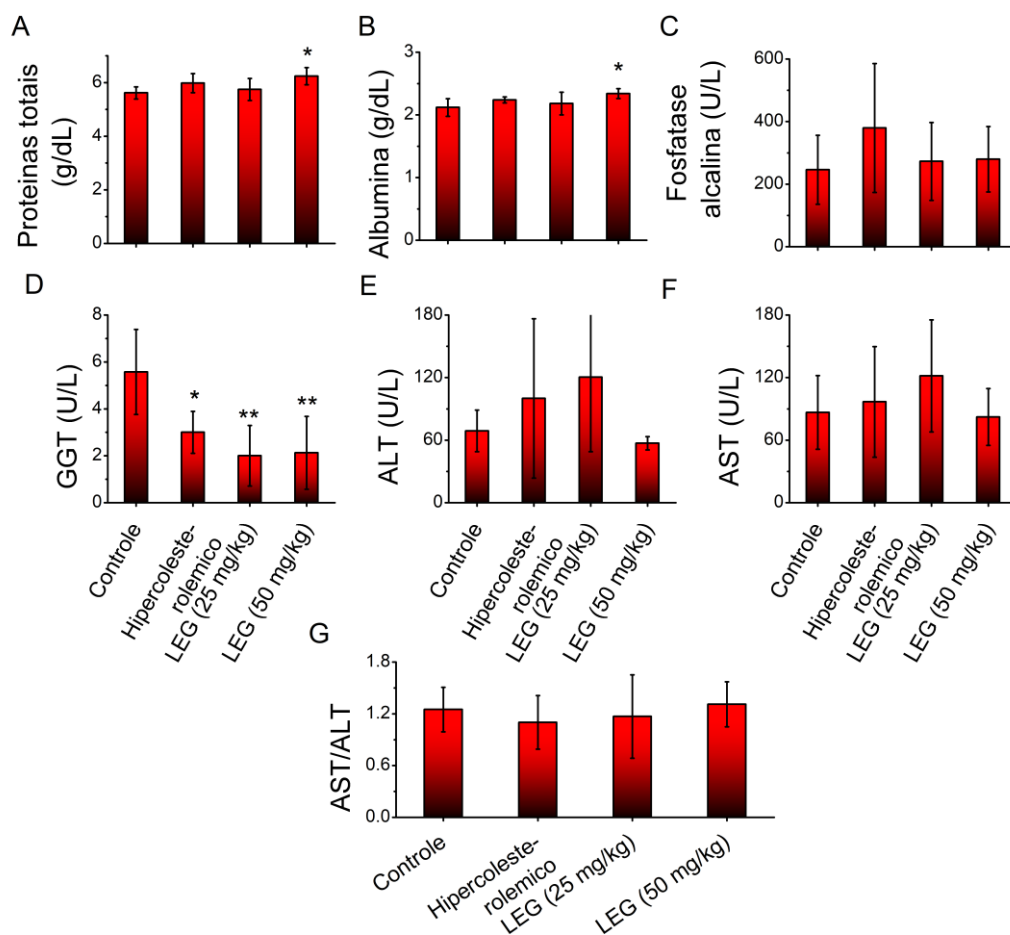 A
Proteinas totais
(g/dL)
6
4
2
0
*
B
Albumina (g/dL)
3
2
1
0
*
C
Fosfatase
alcalina (U/L)
600
400
200
0
D
GGT (U/L)
8
6
4
2
0
*
**
**
Controle
Hipercoleste-
rolemico
LEG (25 mg/kg)
LEG (50 mg/kg)
E
ALT (U/L)
180
120
60
0
Controle
Hipercoleste-
rolemico
LEG (25 mg/kg)
LEG (50 mg/kg)
F
AST (U/L)
180
120
60
0
Controle
Hipercoleste-
rolemico
LEG (25 mg/kg)
LEG (50 mg/kg)
G
AST/ALT
1.8
1.2
0.6
0.0
Controle
Hipercoleste-
rolemico
LEG (25 mg/kg)
LEG (50 mg/kg)